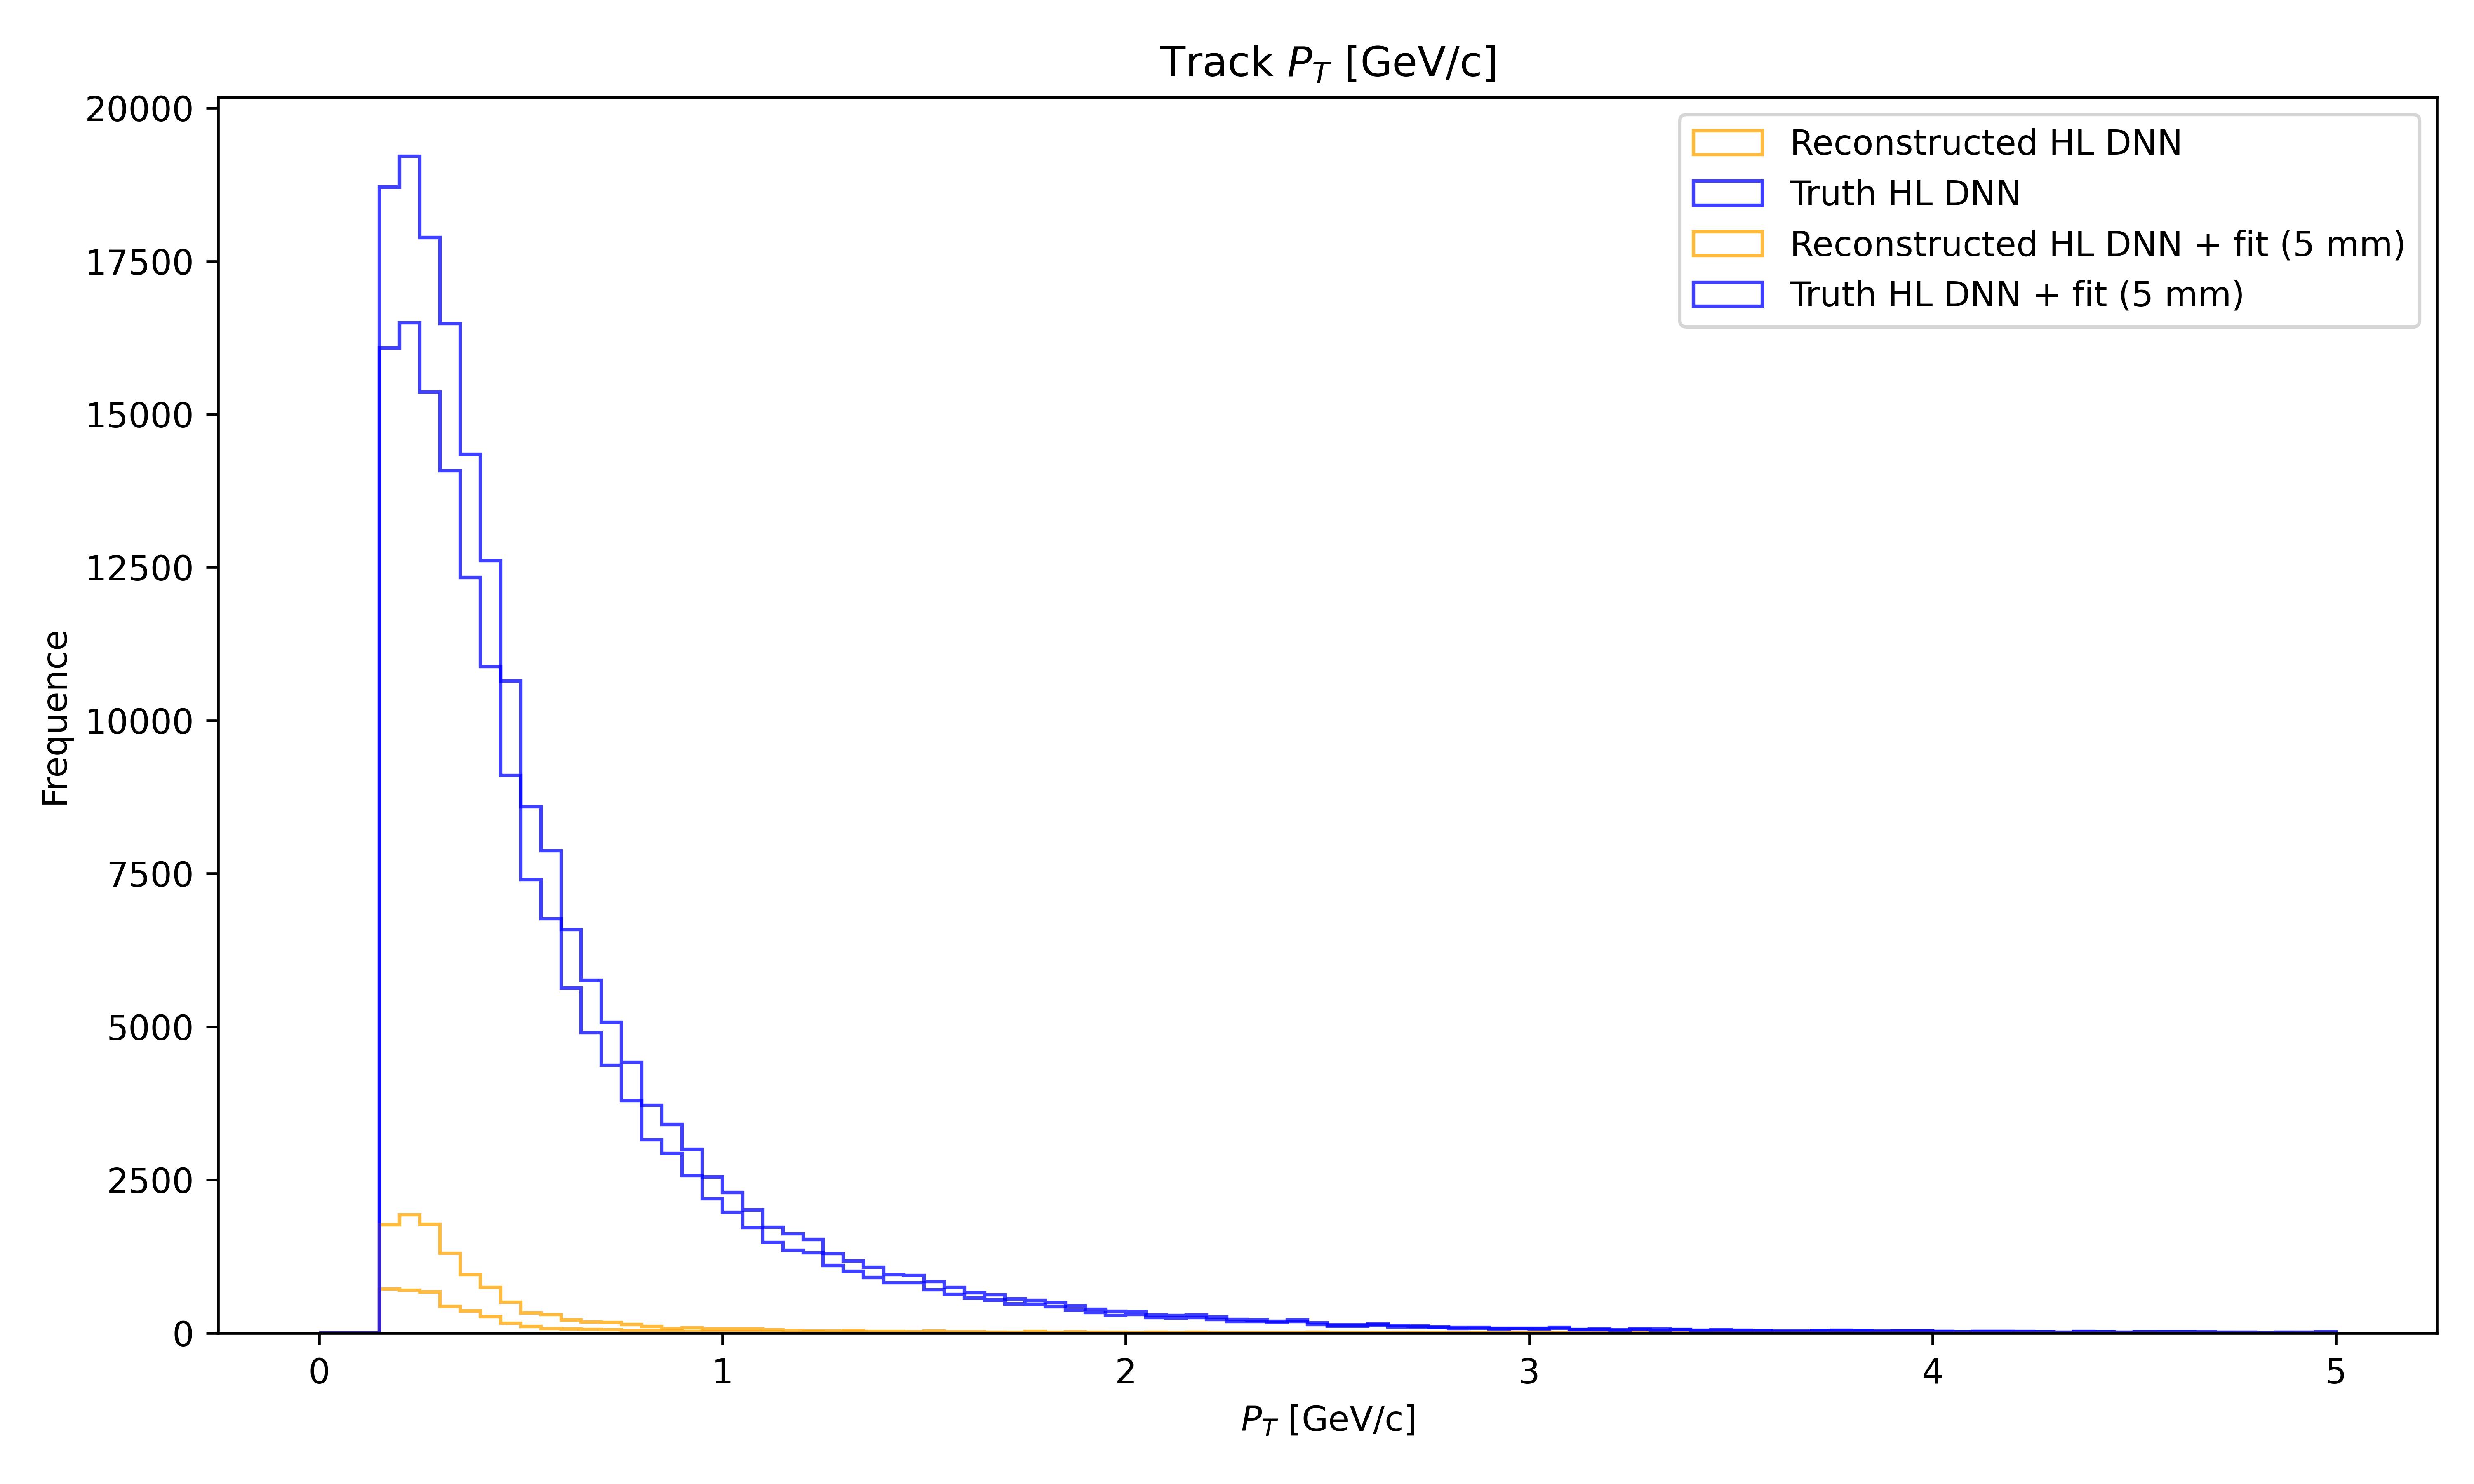 Track P_T [GeV/c]
20000
17500
15000
12500
10000
7500
5000
2500
0
Frequence
Reconstructed HL DNN
Truth HL DNN
Reconstructed HL DNN + fit (5 mm)
Truth HL DNN + fit (5 mm)
0 1 2 3 4 5
P_T [GeV/c]